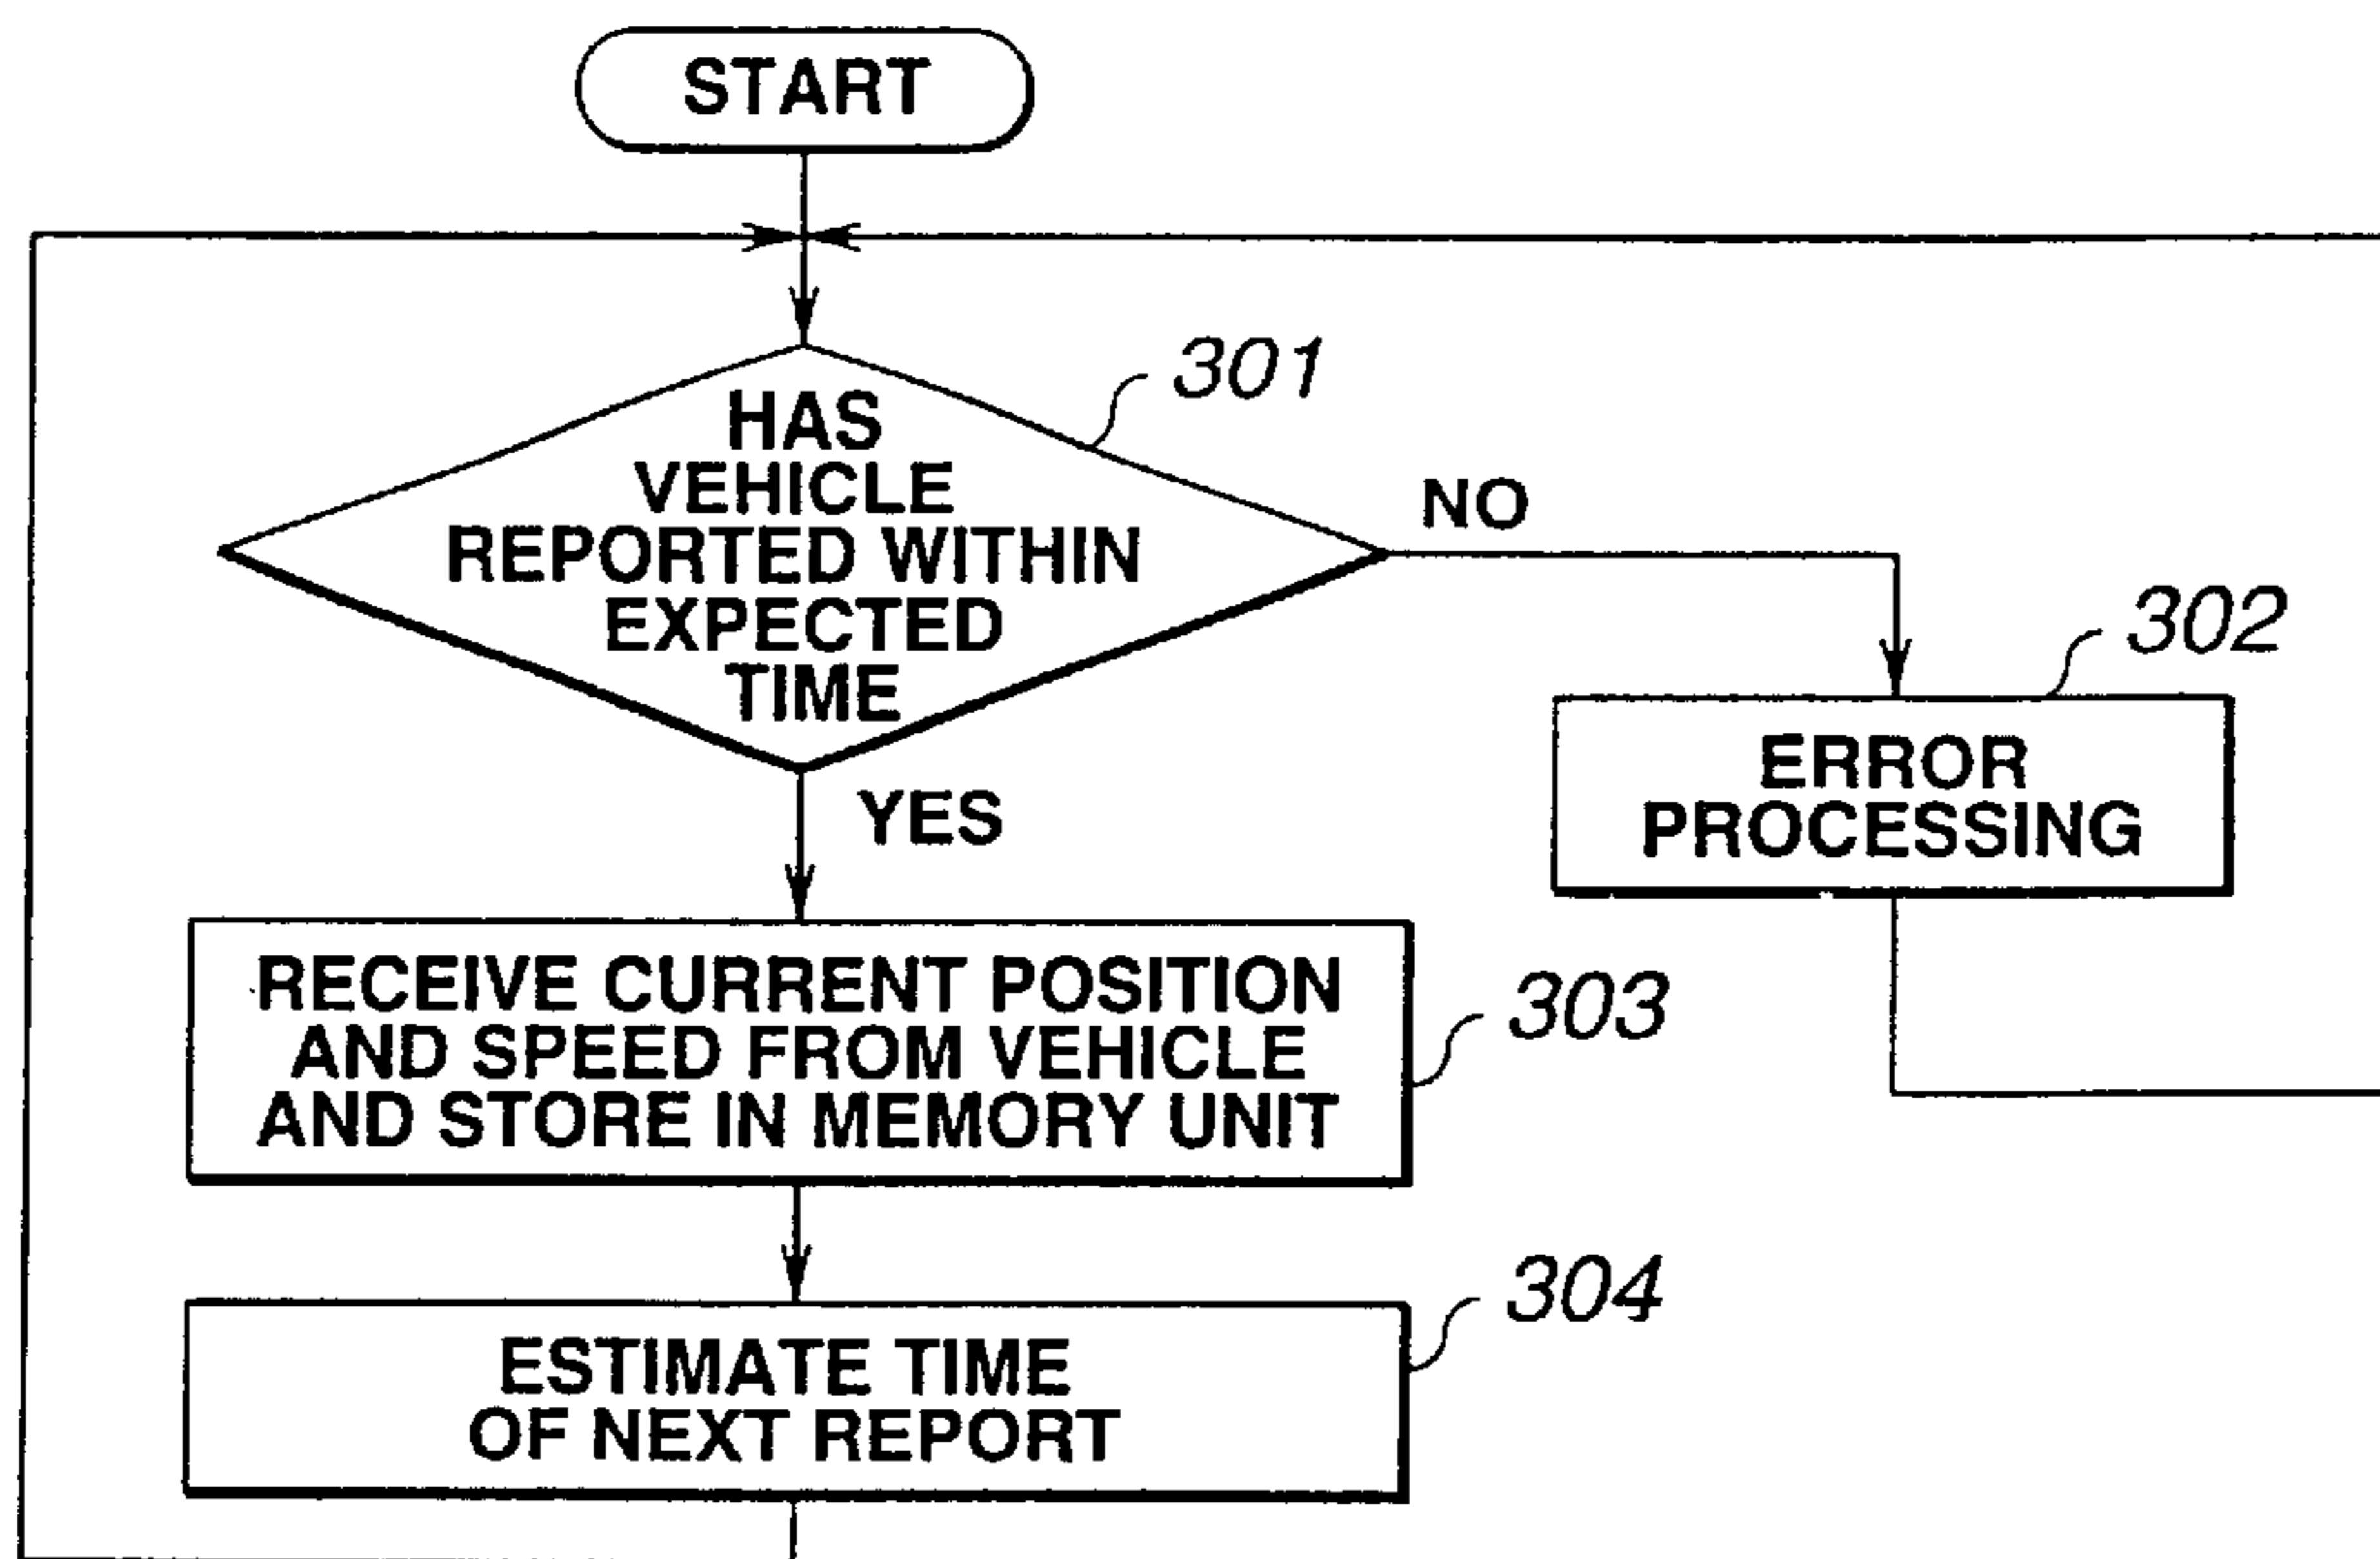 START
301
HAS
VEHICLE
REPORTED WITHIN
EXPECTED
TIME
NO
YES
302
ERROR
PROCESSING
RECEIVE CURRENT POSITION
AND SPEED FROM VEHICLE
AND STORE IN MEMORY UNIT
303
ESTIMATE TIME
OF NEXT REPORT
304